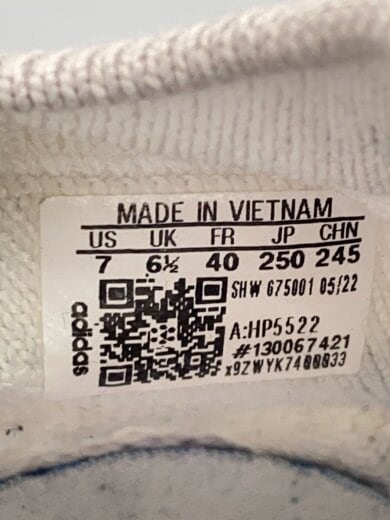 MADE IN VIETNAM
US UK FR JP CHN
7 6½ 40 250 245
adidas
SHW 675001 05/22
A:HP5522
#130067421
x9ZWYK7400033